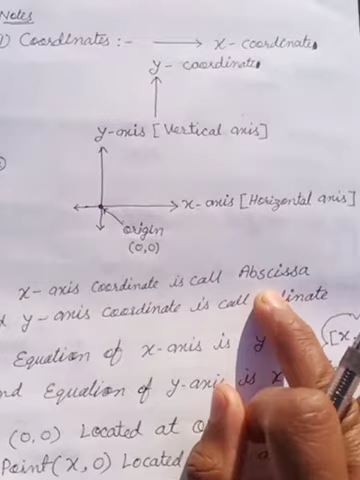 Notes
1) Coordinates :- → x-coordinate
y-coordinate
y-axis [Vertical axis]
x-axis [Horizontal axis]
origin
(0,0)
x-axis coordinate is call Abscissa
y-axis coordinate is call
Equation of x-axis is y
and Equation of y-axis is x
(0,0) Located at
Point (x, 0) Located